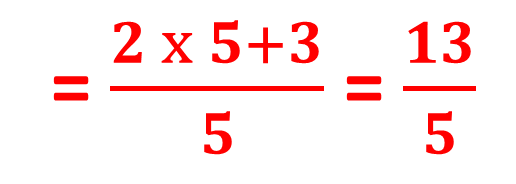 = 2 x 5+3 / 5 = 13 / 5